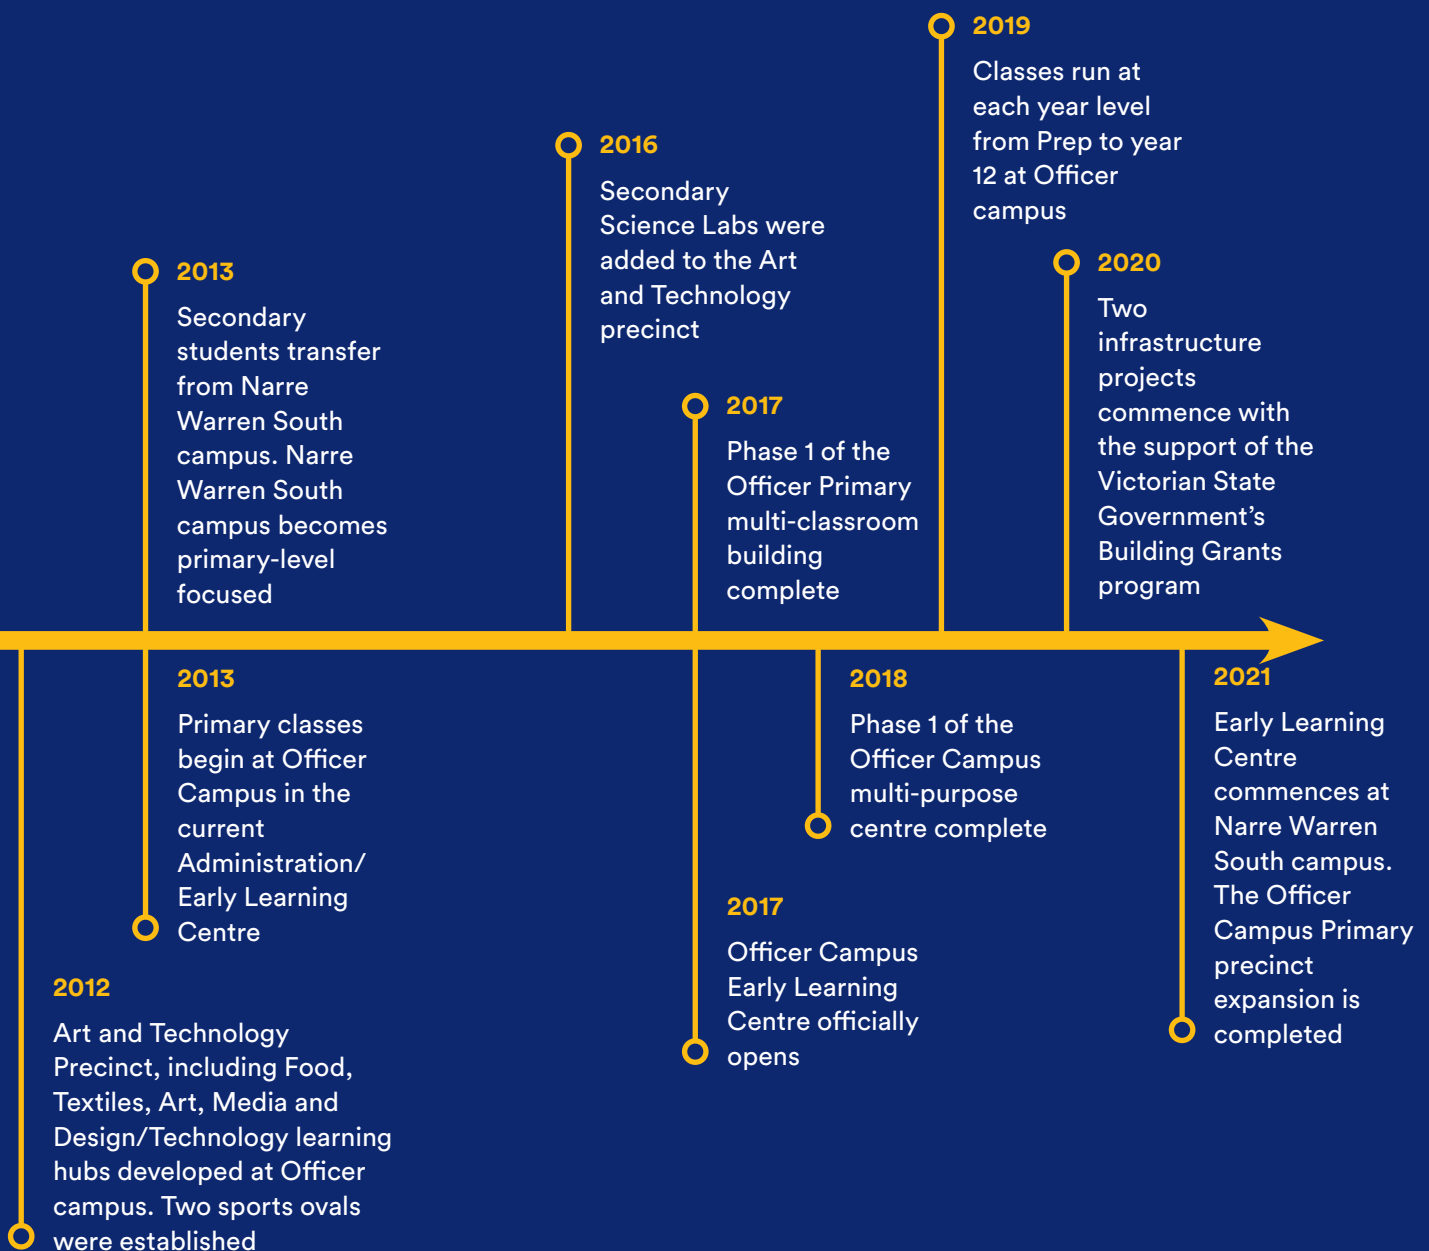 2019
Classes run at
each year level
from Prep to year
12 at Officer
campus
2016
Secondary
Science Labs were
added to the Art
and Technology
precinct
2020
Two
infrastructure
projects
commence with
the support of the
Victorian State
Government’s
Building Grants
program
2013
Secondary
students transfer
from Narre
Warren South
campus. Narre
Warren South
campus becomes
primary-level
focused
2017
Phase 1 of the
Officer Primary
multi-classroom
building
complete
2013
Primary classes
begin at Officer
Campus in the
current
Administration/
Early Learning
Centre
2018
Phase 1 of the
Officer Campus
multi-purpose
centre complete
2021
Early Learning
Centre
commences at
Narre Warren
South campus.
The Officer
Campus Primary
precinct
expansion is
completed
2017
Officer Campus
Early Learning
Centre officially
opens
2012
Art and Technology
Precinct, including Food,
Textiles, Art, Media and
Design/Technology learning
hubs developed at Officer
campus. Two sports ovals
were established